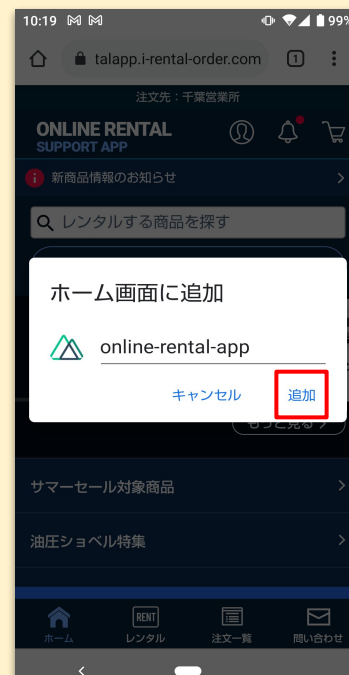 10:19 99%
talapp.i-rental-order.com 1
注文先：千葉営業所
ONLINE RENTAL
SUPPORT APP
新商品情報のお知らせ
レンタルする商品を探す
ホーム画面に追加
online-rental-app
キャンセル 追加
もっと見る
サマーセール対象商品
油圧ショベル特集
RENT
ホーム レンタル 注文一覧 問い合わせ